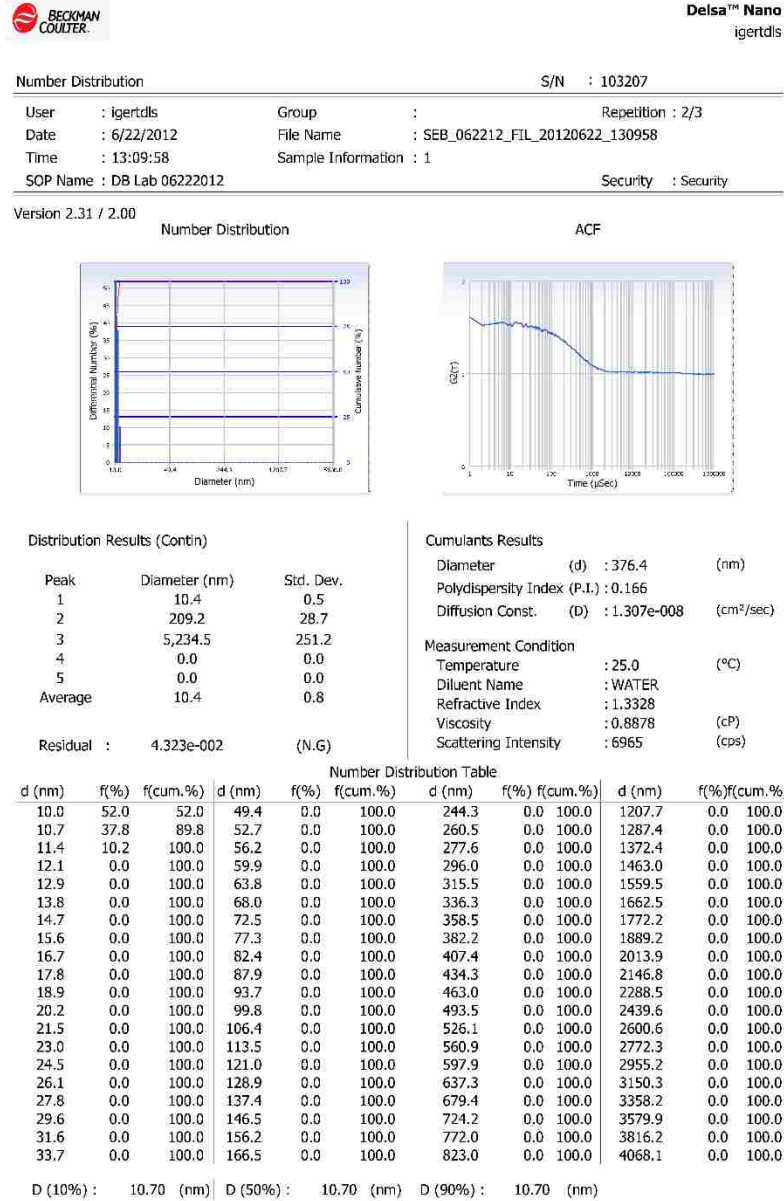 BECKMAN COULTER.
Delsa™ Nano
igertdls
Number Distribution S/N : 103207
User : igertdls Group : Repetition : 2/3
Date : 6/22/2012 File Name : SEB_062212_FIL_20120622_130958
Time : 13:09:58 Sample Information : 1
SOP Name : DB Lab 06222012 Security : Security
Version 2.31 / 2.00
Number Distribution ACF
Differential Number (%)
Cumulative Number (%)
Diameter (nm)
G2(τ)
Time (μSec)
Distribution Results (Contin)
Peak Diameter (nm) Std. Dev.
1 10.4 0.5
2 209.2 28.7
3 5,234.5 251.2
4 0.0 0.0
5 0.0 0.0
Average 10.4 0.8
Residual : 4.323e-002 (N.G)
Cumulants Results
Diameter (d) : 376.4 (nm)
Polydispersity Index (P.I.) : 0.166
Diffusion Const. (D) : 1.307e-008 (cm²/sec)
Measurement Condition
Temperature : 25.0 (°C)
Diluent Name : WATER
Refractive Index : 1.3328
Viscosity : 0.8878 (cP)
Scattering Intensity : 6965 (cps)
Number Distribution Table
d (nm) f(%) f(cum.%) d (nm) f(%) f(cum.%) d (nm) f(%) f(cum.%) d (nm) f(%)f(cum.%
10.0 52.0 52.0 49.4 0.0 100.0 244.3 0.0 100.0 1207.7 0.0 100.0
10.7 37.8 89.8 52.7 0.0 100.0 260.5 0.0 100.0 1287.4 0.0 100.0
11.4 10.2 100.0 56.2 0.0 100.0 277.6 0.0 100.0 1372.4 0.0 100.0
12.1 0.0 100.0 59.9 0.0 100.0 296.0 0.0 100.0 1463.0 0.0 100.0
12.9 0.0 100.0 63.8 0.0 100.0 315.5 0.0 100.0 1559.5 0.0 100.0
13.8 0.0 100.0 68.0 0.0 100.0 336.3 0.0 100.0 1662.5 0.0 100.0
14.7 0.0 100.0 72.5 0.0 100.0 358.5 0.0 100.0 1772.2 0.0 100.0
15.6 0.0 100.0 77.3 0.0 100.0 382.2 0.0 100.0 1889.2 0.0 100.0
16.7 0.0 100.0 82.4 0.0 100.0 407.4 0.0 100.0 2013.9 0.0 100.0
17.8 0.0 100.0 87.9 0.0 100.0 434.3 0.0 100.0 2146.8 0.0 100.0
18.9 0.0 100.0 93.7 0.0 100.0 463.0 0.0 100.0 2288.5 0.0 100.0
20.2 0.0 100.0 99.8 0.0 100.0 493.5 0.0 100.0 2439.6 0.0 100.0
21.5 0.0 100.0 106.4 0.0 100.0 526.1 0.0 100.0 2600.6 0.0 100.0
23.0 0.0 100.0 113.5 0.0 100.0 560.9 0.0 100.0 2772.3 0.0 100.0
24.5 0.0 100.0 121.0 0.0 100.0 597.9 0.0 100.0 2955.2 0.0 100.0
26.1 0.0 100.0 128.9 0.0 100.0 637.3 0.0 100.0 3150.3 0.0 100.0
27.8 0.0 100.0 137.4 0.0 100.0 679.4 0.0 100.0 3358.2 0.0 100.0
29.6 0.0 100.0 146.5 0.0 100.0 724.2 0.0 100.0 3579.9 0.0 100.0
31.6 0.0 100.0 156.2 0.0 100.0 772.0 0.0 100.0 3816.2 0.0 100.0
33.7 0.0 100.0 166.5 0.0 100.0 823.0 0.0 100.0 4068.1 0.0 100.0
D (10%) : 10.70 (nm) D (50%) : 10.70 (nm) D (90%) : 10.70 (nm)